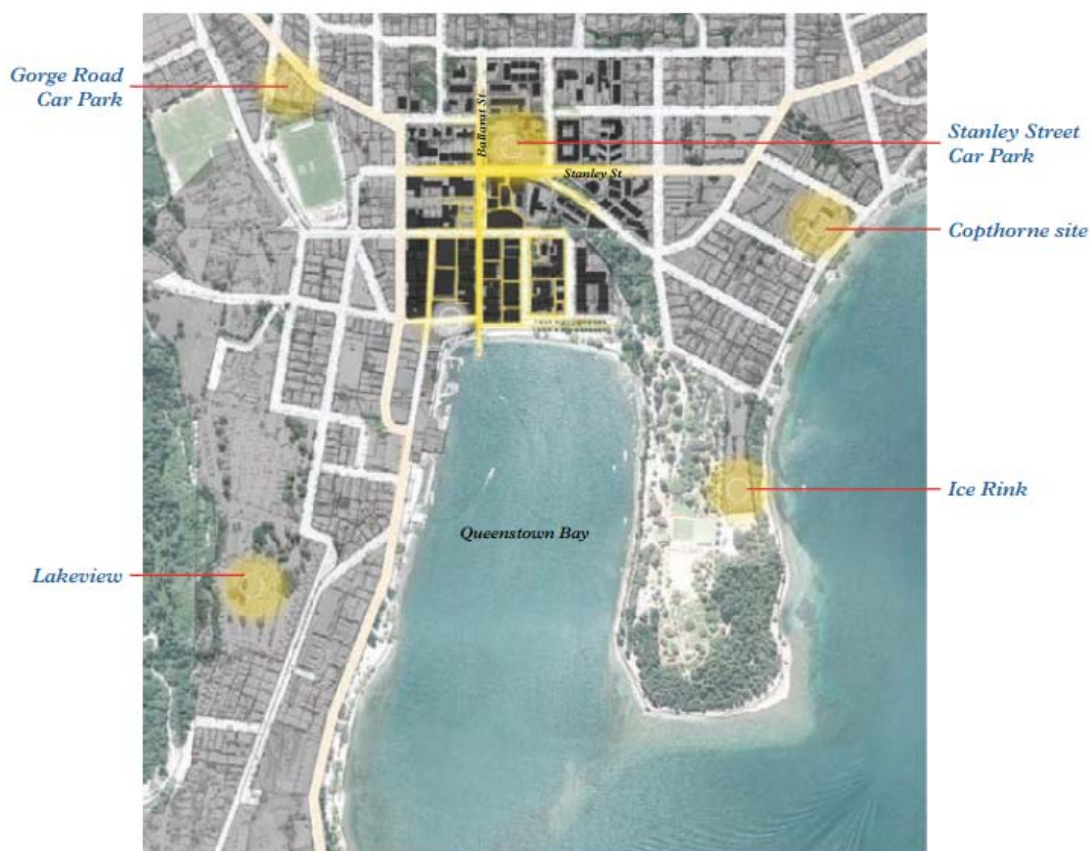 Gorge Road
Car Park
Ballarat St
Stanley Street
Car Park
Stanley St
Copthorne site
Ice Rink
Queenstown Bay
Lakeview